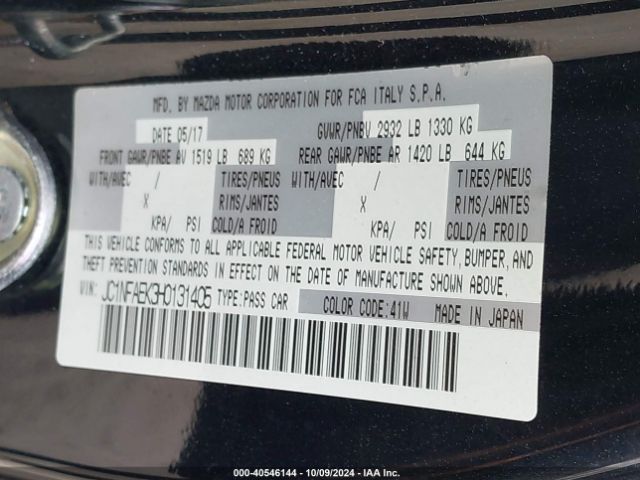 MFD. BY MAZDA MOTOR CORPORATION FOR FCA ITALY S.P.A.
DATE 05/17 GVWR/PNBV 2932 LB 1330 KG
FRONT GAWR/PNBE AV 1519 LB 689 KG REAR GAWR/PNBE AR 1420 LB 644 KG
WITH/AVEC / TIRES/PNEUS WITH/AVEC / TIRES/PNEUS
X RIMS/JANTES X RIMS/JANTES
KPA/ PSI COLD/A FROID KPA/ PSI COLD/A FROID
THIS VEHICLE CONFORMS TO ALL APPLICABLE FEDERAL MOTOR VEHICLE SAFETY, BUMPER, AND
THEFT PREVENTION STANDARDS IN EFFECT ON THE DATE OF MANUFACTURE SHOWN ABOVE.
VIN: JC1NFAEK3H0131405 TYPE:PASS CAR COLOR CODE:41W MADE IN JAPAN
000-40546144 - 10/09/2024 - IAA Inc.